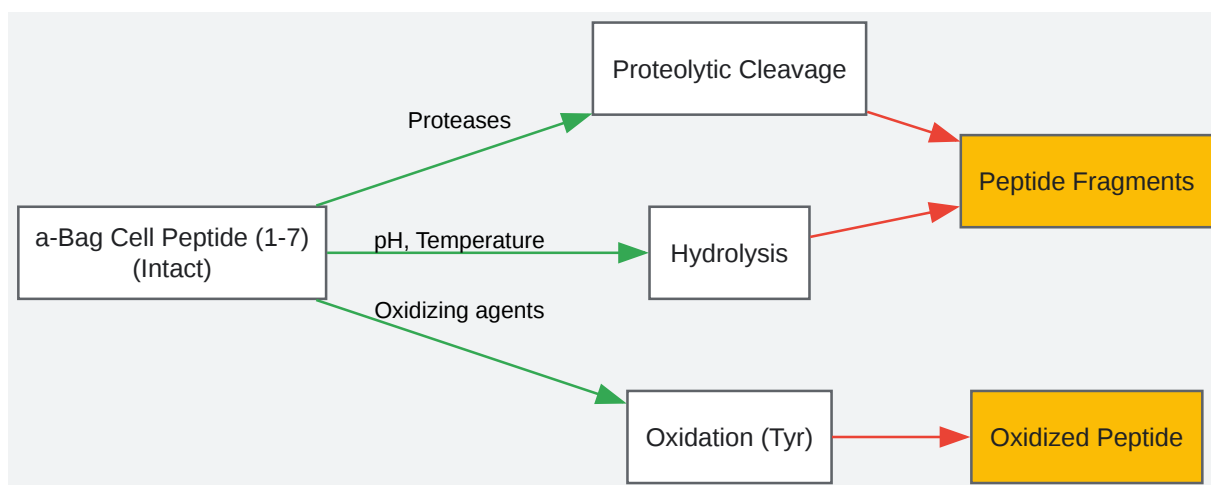 Proteolytic Cleavage
Proteases
Peptide Fragments
a-Bag Cell Peptide (1-7)
(Intact)
pH, Temperature
Hydrolysis
Oxidizing agents
Oxidation (Tyr)
Oxidized Peptide